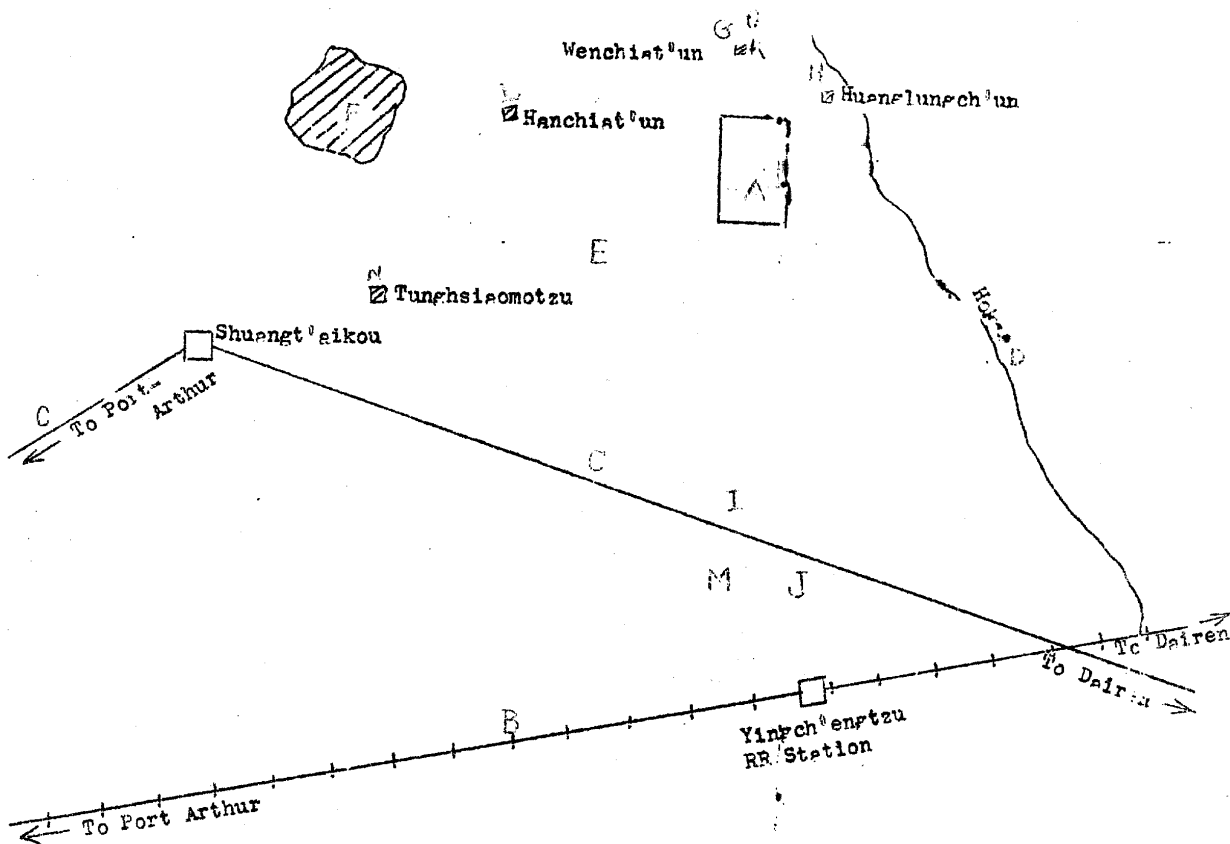 G
Wenchiat'un
H
Huanglungch'un
L
Hanchiat'un
F
A
E
N
Tunghsiaomotzu
Shuangt'aikou
D
C
To Port-
Arthur
C
I
M
J
To Dairen
To Dairen
B
Yingch'engtzu
RR Station
To Port Arthur